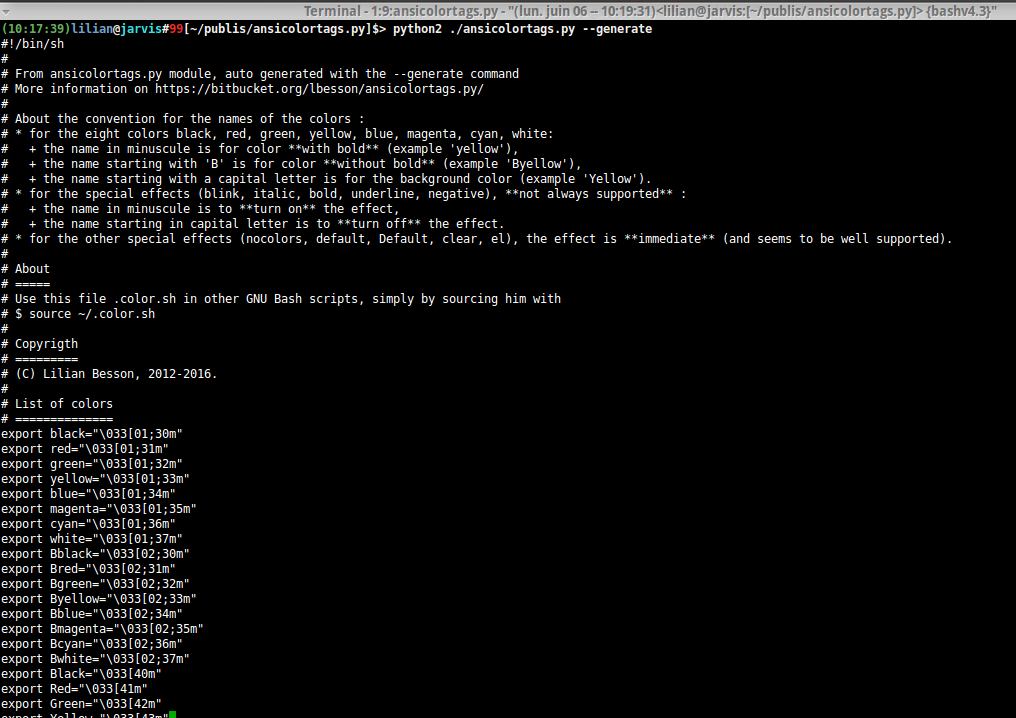 Terminal - 1:9:ansicolortags.py - "(lun. juin 06 -- 10:19:31)<lilian@jarvis:[~/publis/ansicolortags.py]> {bashv4.3}"
(10:17:39)lilian@jarvis#99[~/publis/ansicolortags.py]$> python2 ./ansicolortags.py --generate
#!/bin/sh
#
# From ansicolortags.py module, auto generated with the --generate command
# More information on https://bitbucket.org/lbesson/ansicolortags.py/
#
# About the convention for the names of the colors :
# * for the eight colors black, red, green, yellow, blue, magenta, cyan, white:
#   + the name in minuscule is for color **with bold** (example 'yellow'),
#   + the name starting with 'B' is for color **without bold** (example 'Byellow'),
#   + the name starting with a capital letter is for the background color (example 'Yellow').
# * for the special effects (blink, italic, bold, underline, negative), **not always supported** :
#   + the name in minuscule is to **turn on** the effect,
#   + the name starting in capital letter is to **turn off** the effect.
# * for the other special effects (nocolors, default, Default, clear, el), the effect is **immediate** (and seems to be well supported).
#
# About
# =====
# Use this file .color.sh in other GNU Bash scripts, simply by sourcing him with
# $ source ~/.color.sh
#
# Copyrigth
# =========
# (C) Lilian Besson, 2012-2016.
#
# List of colors
# ==============
export black="\033[01;30m"
export red="\033[01;31m"
export green="\033[01;32m"
export yellow="\033[01;33m"
export blue="\033[01;34m"
export magenta="\033[01;35m"
export cyan="\033[01;36m"
export white="\033[01;37m"
export Bblack="\033[02;30m"
export Bred="\033[02;31m"
export Bgreen="\033[02;32m"
export Byellow="\033[02;33m"
export Bblue="\033[02;34m"
export Bmagenta="\033[02;35m"
export Bcyan="\033[02;36m"
export Bwhite="\033[02;37m"
export Black="\033[40m"
export Red="\033[41m"
export Green="\033[42m"
export Yellow="\033[43m"